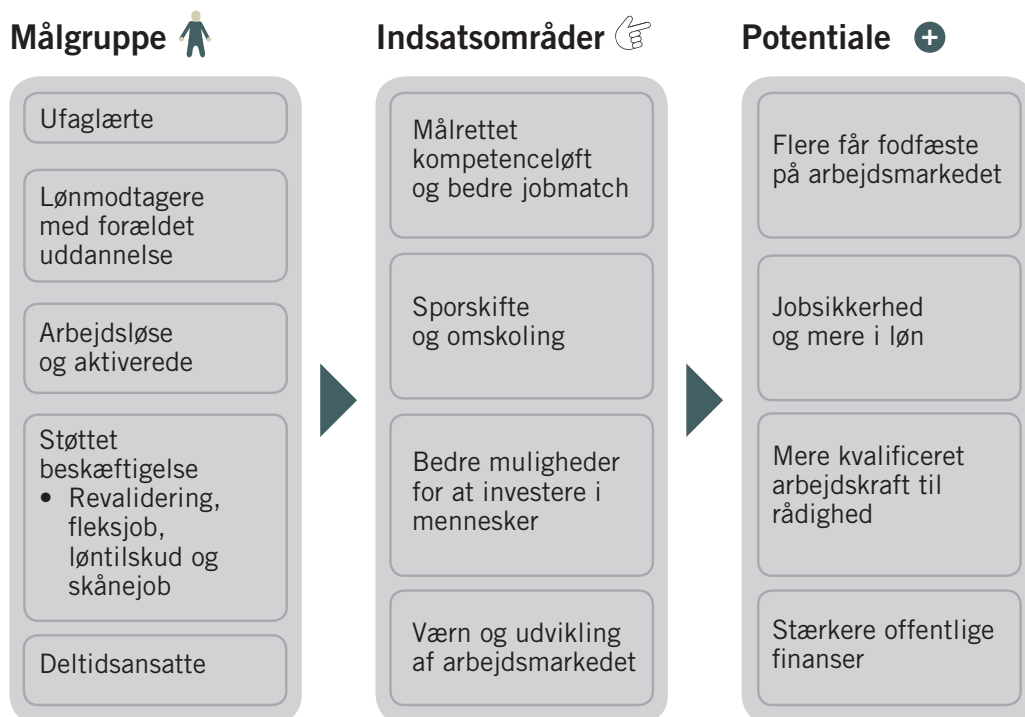 Målgruppe
Ufaglærte
Lønmodtagere
med forældet
uddannelse
Arbejdsløse
og aktiverede
Støttet
beskæftigelse
• Revalidering,
fleksjob,
løntilskud og
skånejob
Deltidsansatte
Indsatsområder
Målrettet
kompetenceløft
og bedre jobmatch
Sporskifte
og omskoling
Bedre muligheder
for at investere i
mennesker
Værn og udvikling
af arbejdsmarkedet
Potentiale
Flere får fodfæste
på arbejdsmarkedet
Jobsikkerhed
og mere i løn
Mere kvalificeret
arbejdskraft til
rådighed
Stærkere offentlige
finanser